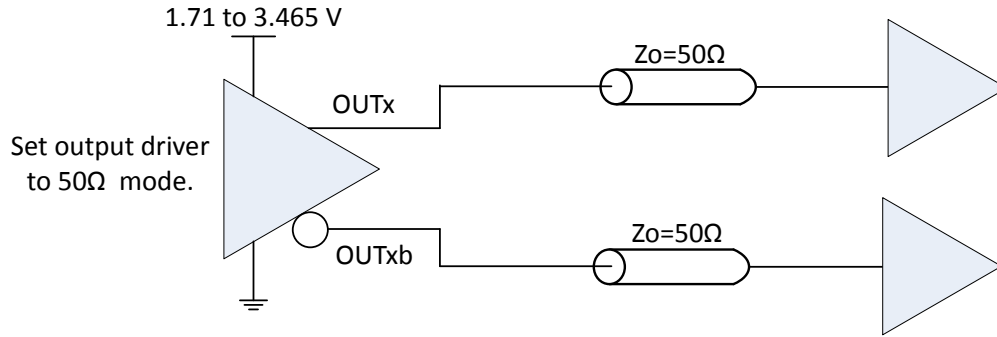 1.71 to 3.465 V
Zo=50Ω
OUTx
Set output driver
to 50Ω mode.
Zo=50Ω
OUTxb